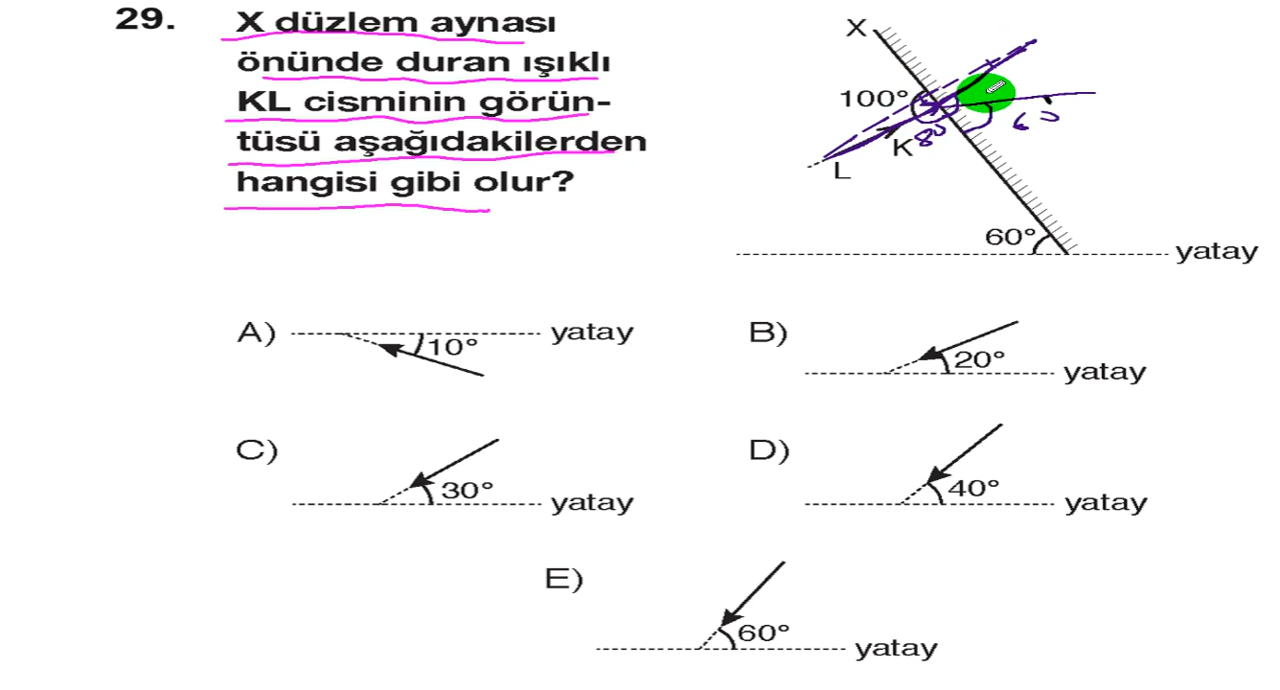 29. X düzlem aynası
önünde duran ışıklı
KL cisminin görün-
tüsü aşağıdakilerden
hangisi gibi olur?
X
100°
K 80
60
L
60°
yatay
A) 10° yatay
B) 20° yatay
C) 30° yatay
D) 40° yatay
E) 60° yatay